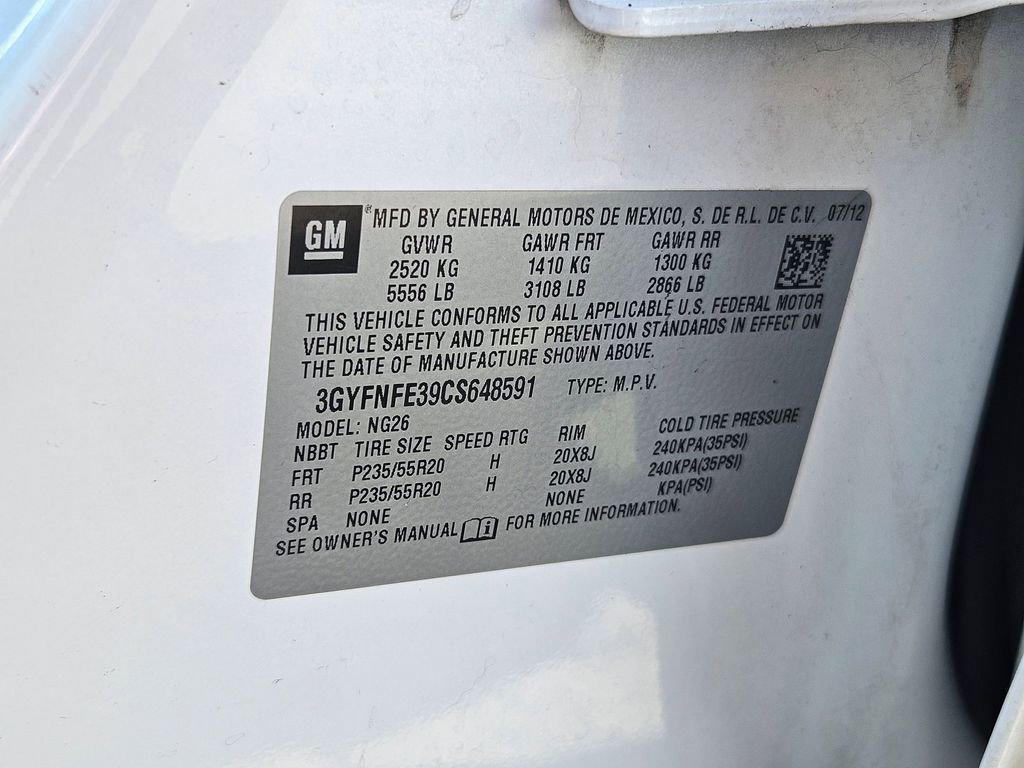 GM ® MFD BY GENERAL MOTORS DE MEXICO, S. DE R.L. DE C.V. 07/12
GVWR GAWR FRT GAWR RR
2520 KG 1410 KG 1300 KG
5556 LB 3108 LB 2866 LB
THIS VEHICLE CONFORMS TO ALL APPLICABLE U.S. FEDERAL MOTOR
VEHICLE SAFETY AND THEFT PREVENTION STANDARDS IN EFFECT ON
THE DATE OF MANUFACTURE SHOWN ABOVE.
3GYFNFE39CS648591 TYPE: M.P.V.
MODEL: NG26
NBBT TIRE SIZE SPEED RTG RIM COLD TIRE PRESSURE
FRT P235/55R20 H 20X8J 240KPA(35PSI)
RR P235/55R20 H 20X8J 240KPA(35PSI)
SPA NONE NONE KPA(PSI)
SEE OWNER'S MANUAL FOR MORE INFORMATION.